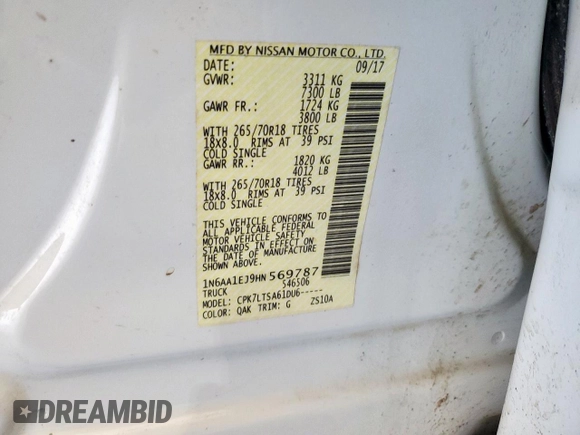 MFD BY NISSAN MOTOR CO., LTD.
DATE: 09/17
GVWR: 3311 KG
7300 LB
GAWR FR.: 1724 KG
3800 LB
WITH 265/70R18 TIRES
18x8.0 RIMS AT 39 PSI
COLD SINGLE
GAWR RR.: 1820 KG
4012 LB
WITH 265/70R18 TIRES
18x8.0 RIMS AT 39 PSI
COLD SINGLE
THIS VEHICLE CONFORMS TO
ALL APPLICABLE FEDERAL
MOTOR VEHICLE SAFETY
STANDARDS IN EFFECT ON
THE DATE OF MANUFACTURE
SHOWN ABOVE.
1N6AA1EJ9HN569787
TRUCK 546506
MODEL: CPK7LTSA61DU6-----
COLOR: QAK TRIM: G ZS10A
DREAMBID